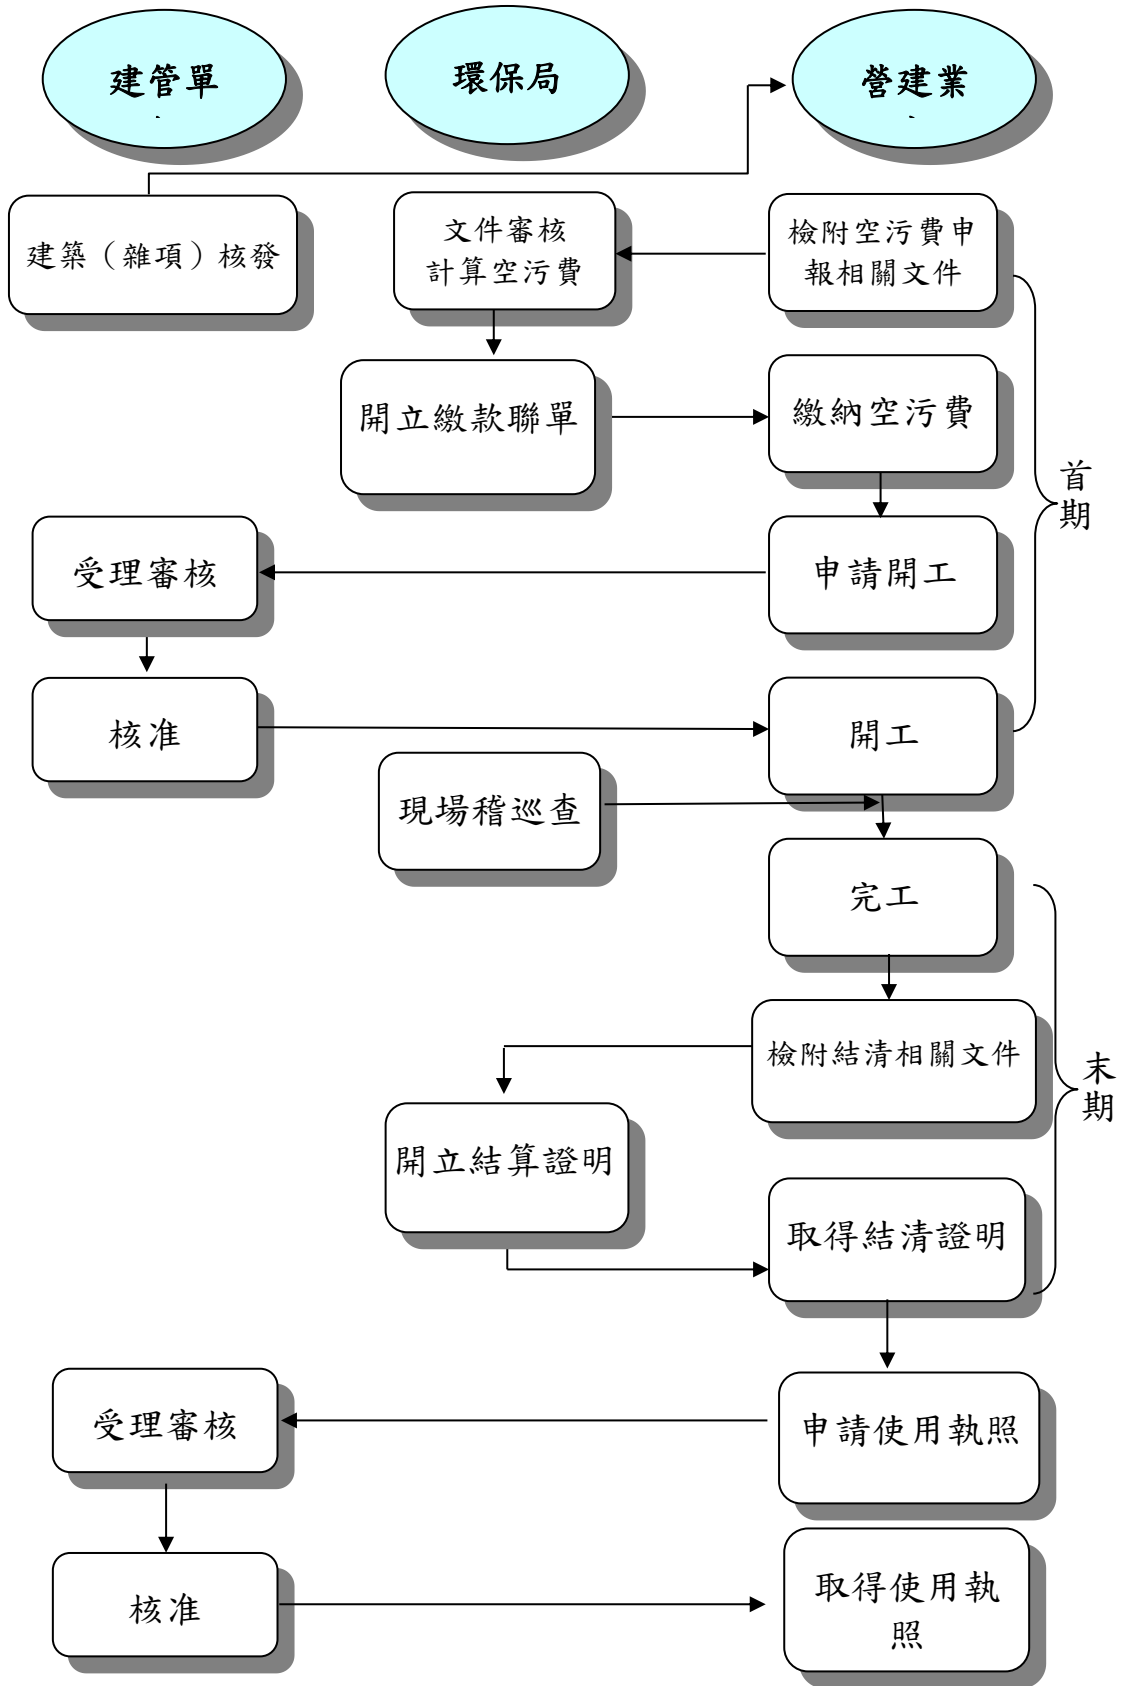 建管單
環保局
營建業
建築（雜項）核發
文件審核
計算空污費
檢附空污費申
報相關文件
開立繳款聯單
繳納空污費
首
期
受理審核
申請開工
核准
開工
現場稽巡查
完工
檢附結清相關文件
末
期
開立結算證明
取得結清證明
受理審核
申請使用執照
核准
取得使用執
照